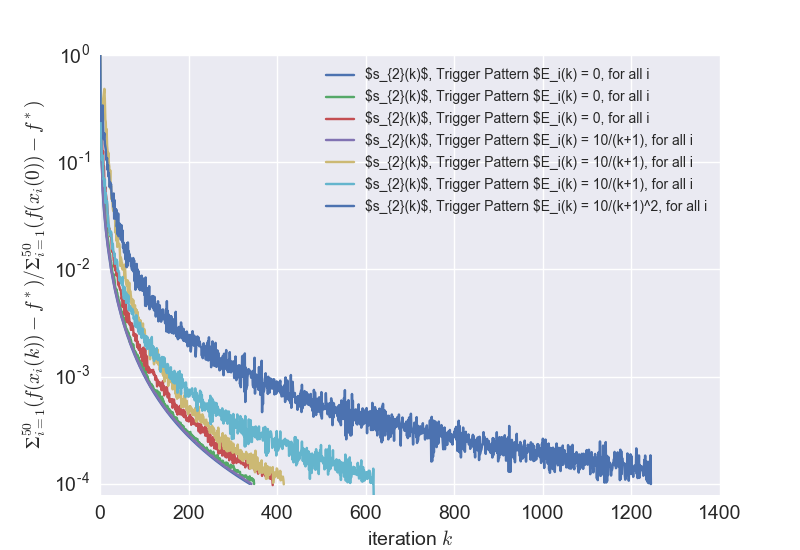 10^0
10^{-1}
10^{-2}
10^{-3}
10^{-4}
Σ_{i=1}^{50}(f(x_i(k)) − f*)/Σ_{i=1}^{50}(f(x_i(0)) − f*)
$s_{2}(k)$, Trigger Pattern $E_i(k) = 0, for all i
$s_{2}(k)$, Trigger Pattern $E_i(k) = 0, for all i
$s_{2}(k)$, Trigger Pattern $E_i(k) = 0, for all i
$s_{2}(k)$, Trigger Pattern $E_i(k) = 10/(k+1), for all i
$s_{2}(k)$, Trigger Pattern $E_i(k) = 10/(k+1), for all i
$s_{2}(k)$, Trigger Pattern $E_i(k) = 10/(k+1), for all i
$s_{2}(k)$, Trigger Pattern $E_i(k) = 10/(k+1)^2, for all i
0 200 400 600 800 1000 1200 1400
iteration k